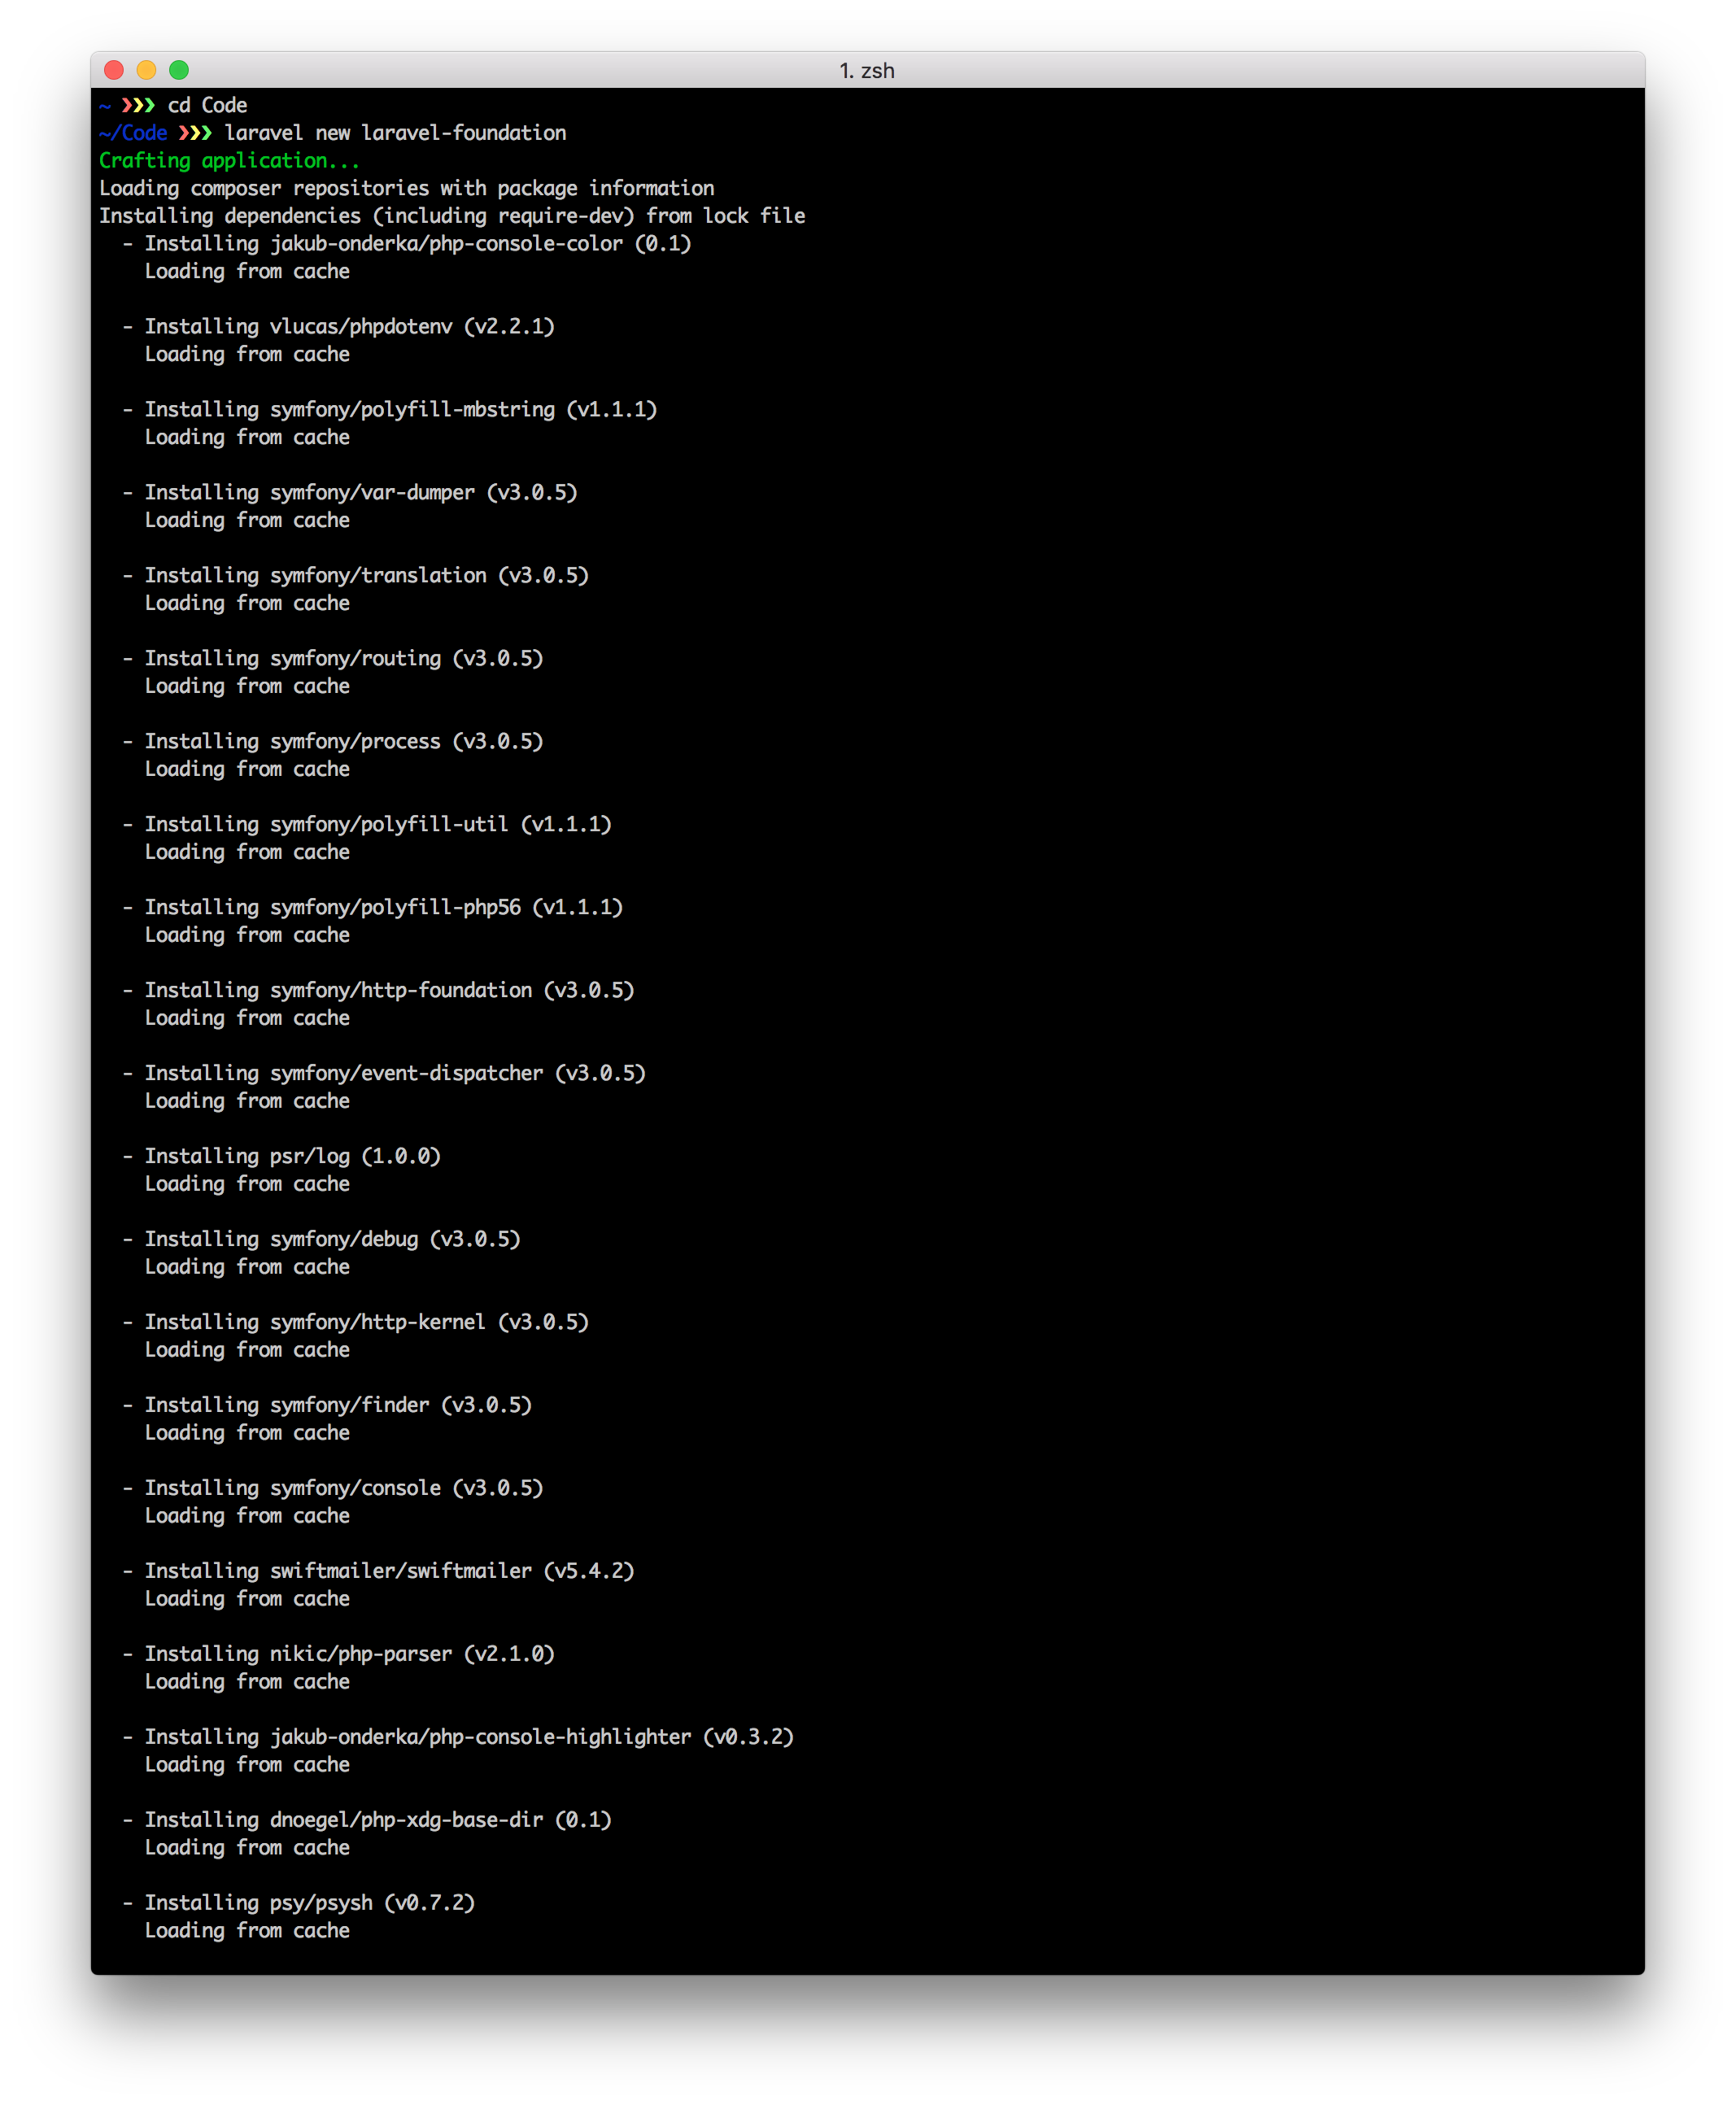 1. zsh
~ ❯❯❯ cd Code
~/Code ❯❯❯ laravel new laravel-foundation
Crafting application...
Loading composer repositories with package information
Installing dependencies (including require-dev) from lock file
- Installing jakub-onderka/php-console-color (0.1)
Loading from cache
- Installing vlucas/phpdotenv (v2.2.1)
Loading from cache
- Installing symfony/polyfill-mbstring (v1.1.1)
Loading from cache
- Installing symfony/var-dumper (v3.0.5)
Loading from cache
- Installing symfony/translation (v3.0.5)
Loading from cache
- Installing symfony/routing (v3.0.5)
Loading from cache
- Installing symfony/process (v3.0.5)
Loading from cache
- Installing symfony/polyfill-util (v1.1.1)
Loading from cache
- Installing symfony/polyfill-php56 (v1.1.1)
Loading from cache
- Installing symfony/http-foundation (v3.0.5)
Loading from cache
- Installing symfony/event-dispatcher (v3.0.5)
Loading from cache
- Installing psr/log (1.0.0)
Loading from cache
- Installing symfony/debug (v3.0.5)
Loading from cache
- Installing symfony/http-kernel (v3.0.5)
Loading from cache
- Installing symfony/finder (v3.0.5)
Loading from cache
- Installing symfony/console (v3.0.5)
Loading from cache
- Installing swiftmailer/swiftmailer (v5.4.2)
Loading from cache
- Installing nikic/php-parser (v2.1.0)
Loading from cache
- Installing jakub-onderka/php-console-highlighter (v0.3.2)
Loading from cache
- Installing dnoegel/php-xdg-base-dir (0.1)
Loading from cache
- Installing psy/psysh (v0.7.2)
Loading from cache